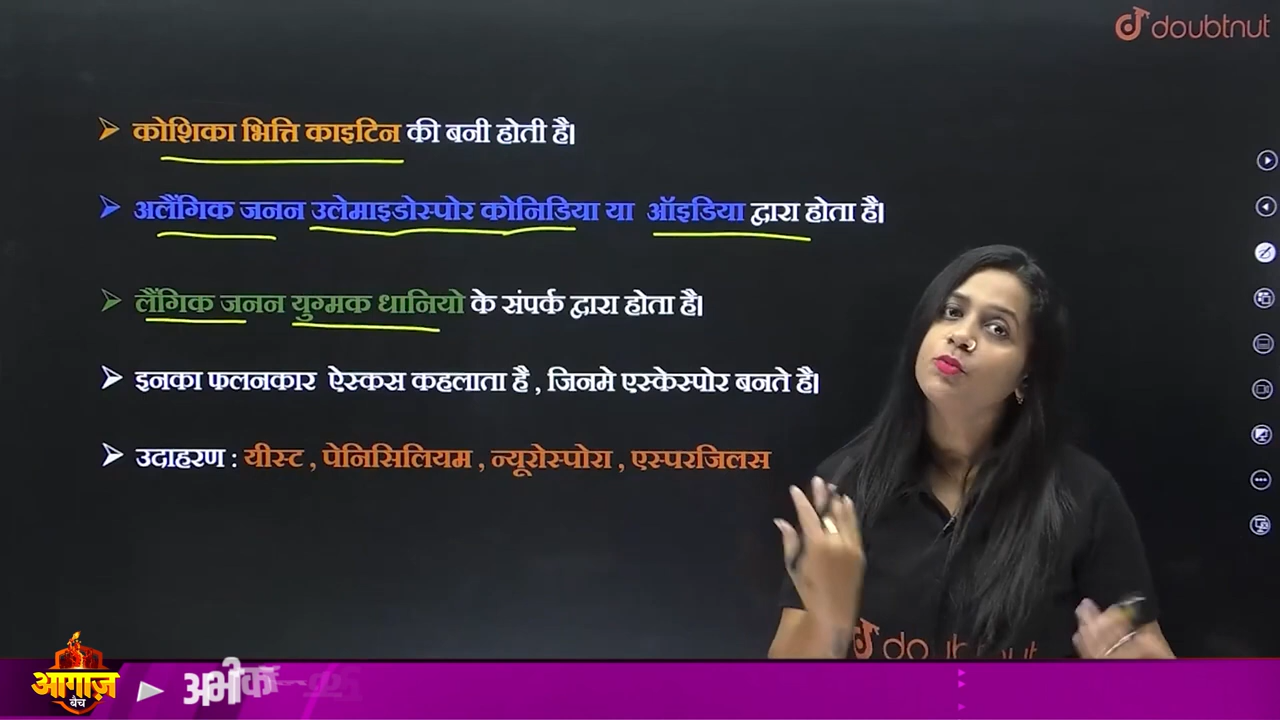 doubtnut
कोशिका भित्ति काइटिन की बनी होती है।
अलैंगिक जनन उलेमाइडोस्पोर कोनिडिया या ऑइडिया द्वारा होता है।
लैंगिक जनन युग्मक धानियो के संपर्क द्वारा होता है।
इनका फलनकार ऐस्कस कहलाता है , जिनमे एस्केस्पोर बनते है।
उदाहरण : यीस्ट , पेनिसिलियम , न्यूरोस्पोरा , एस्परजिलस
doubtnut
आगाज़
बैच